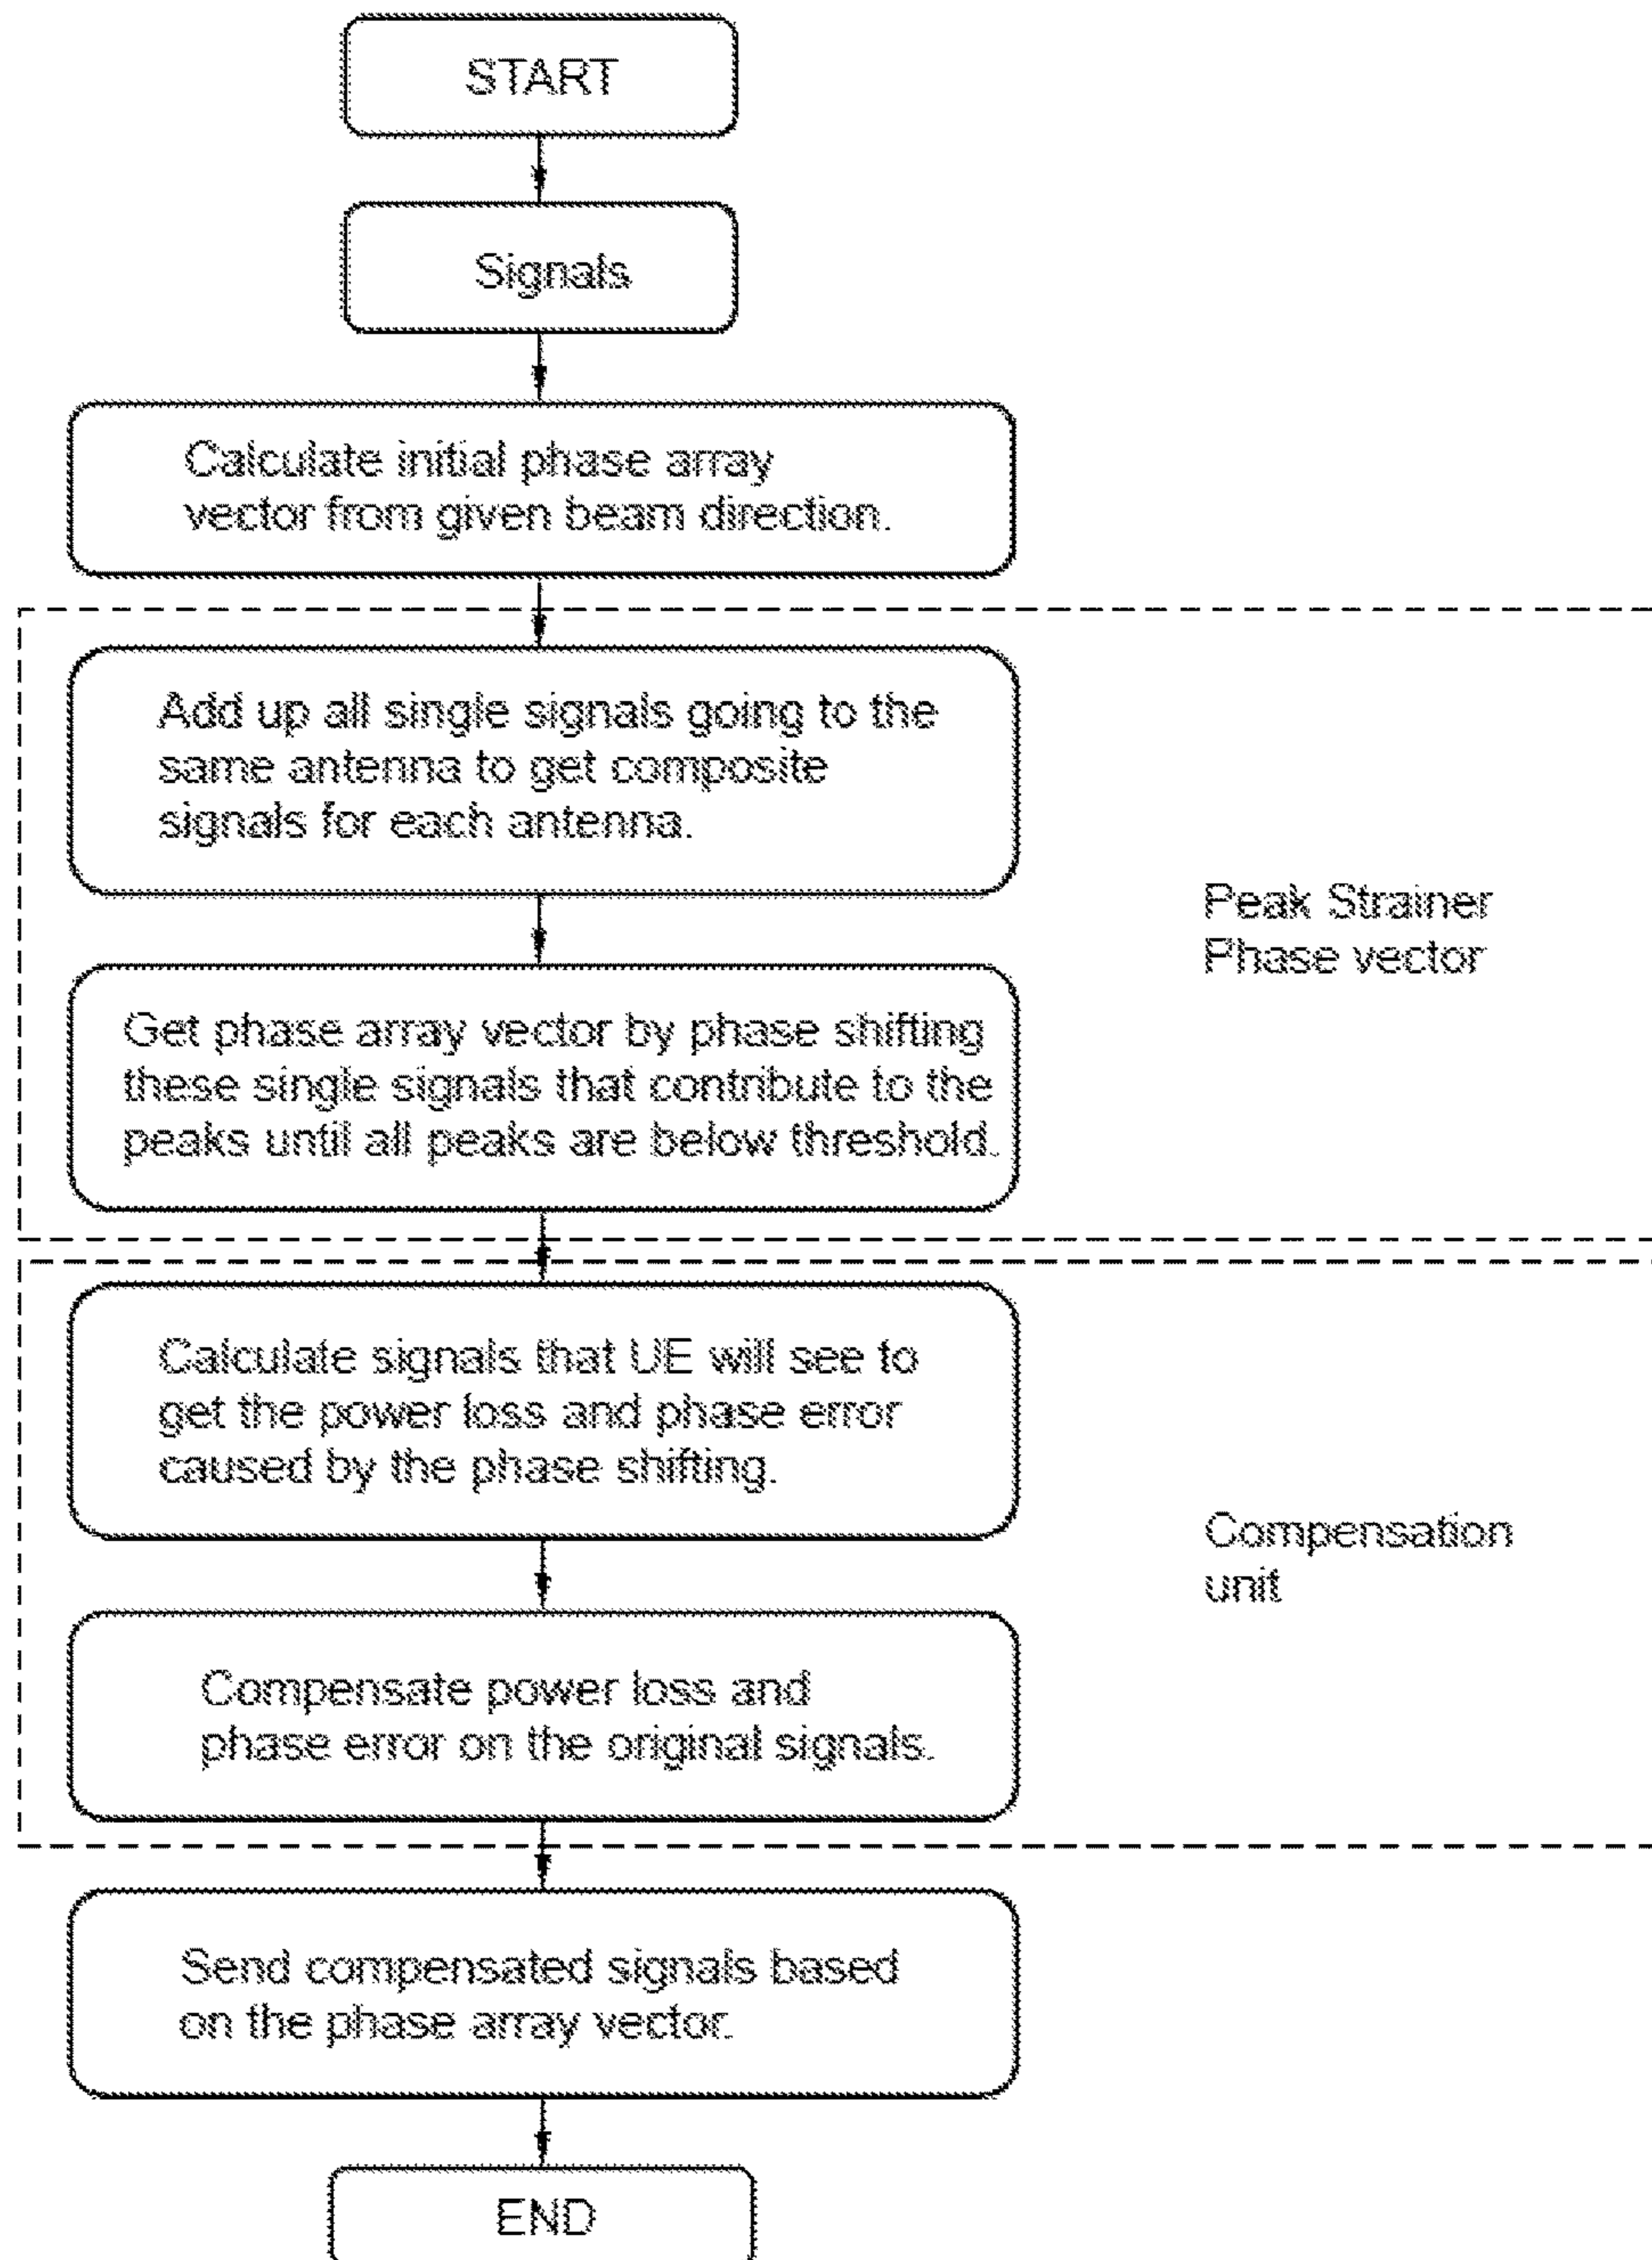 START
Signals
Calculate initial phase array
vector from given beam direction.
Add up all single signals going to the
same antenna to get composite
signals for each antenna.
Peak Strainer
Phase vector
Get phase array vector by phase shifting
these single signals that contribute to the
peaks until all peaks are below threshold.
Calculate signals that UE will see to
get the power loss and phase error
caused by the phase shifting.
Compensation
unit
Compensate power loss and
phase error on the original signals.
Send compensated signals based
on the phase array vector.
END